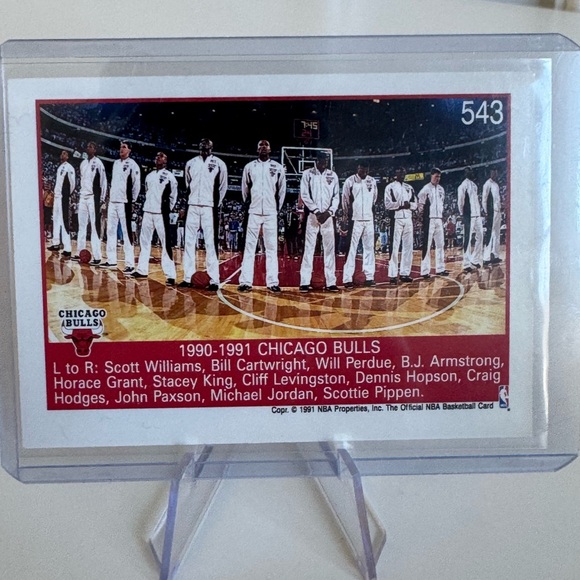 543
7:45
CHICAGO
BULLS
1990-1991 CHICAGO BULLS
L to R: Scott Williams, Bill Cartwright, Will Perdue, B.J. Armstrong,
Horace Grant, Stacey King, Cliff Levingston, Dennis Hopson, Craig
Hodges, John Paxson, Michael Jordan, Scottie Pippen.
Copr. © 1991 NBA Properties, Inc. The Official NBA Basketball Card